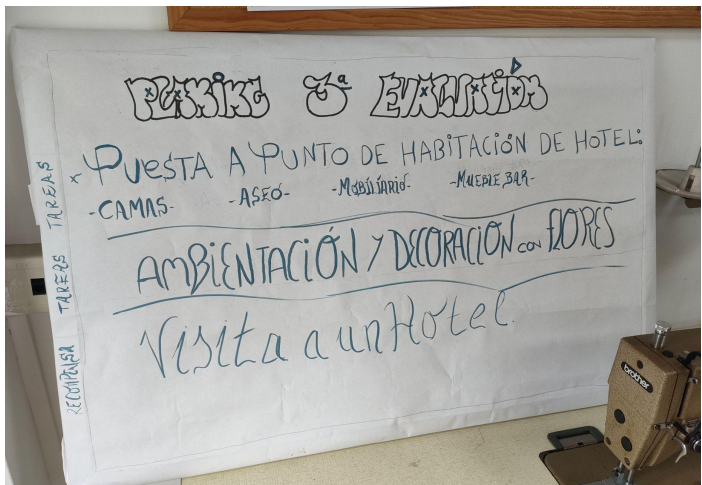 PLANING 3ª EVALUACIÓN
TAREAS
* PUESTA A PUNTO DE HABITACIÓN DE HOTEL:
-CAMAS- -ASEO- -MOBILIARIO- -MUEBLE BAR-
TAREAS
AMBIENTACIÓN Y DECORACIÓN con FLORES
RECOMPENSA
Visita a un Hotel.
brother